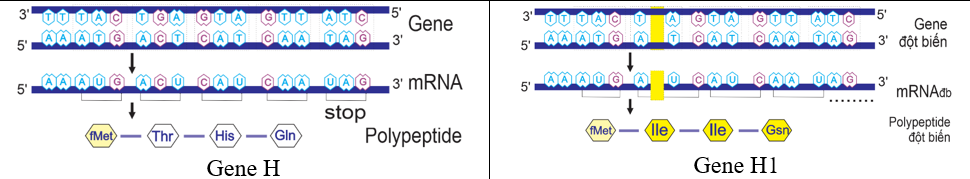 3' T T T A C T G A G T A G T T A T C 5'
Gene
5' A A A T G A C T C A T C A A T A G 3'
5' A A A U G A C U C A U C A A U A G 3' mRNA
stop
fMet Thr His Gln Polypeptide
Gene H
3' T T T A C T A G T A G T T A T C 5'
Gene
đột biến
5' A A A T G A T C A T C A A T A G 3'
5' A A A U G A U C A U C A A U A G 3'
mRNAđb
........
fMet Ile Ile Gsn
Polypeptide
đột biến
Gene H1